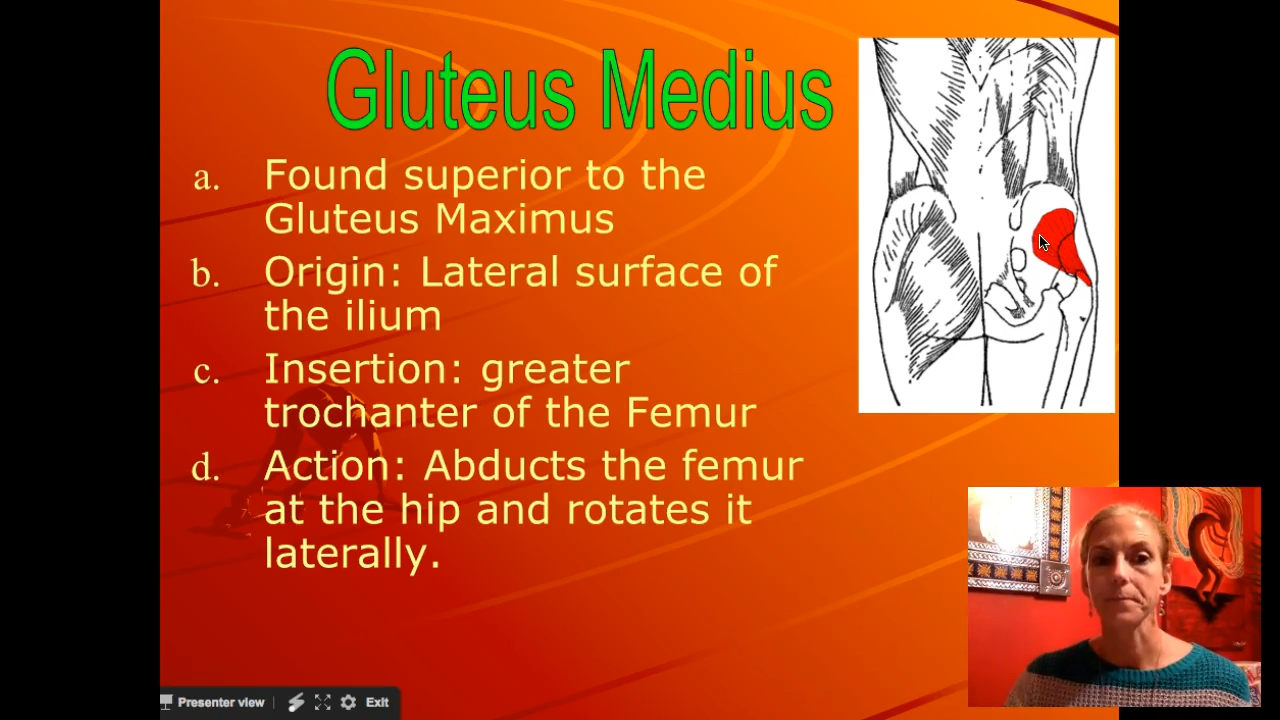 Gluteus Medius
a. Found superior to the
Gluteus Maximus
b. Origin: Lateral surface of
the ilium
c. Insertion: greater
trochanter of the Femur
d. Action: Abducts the femur
at the hip and rotates it
laterally.
Presenter view Exit